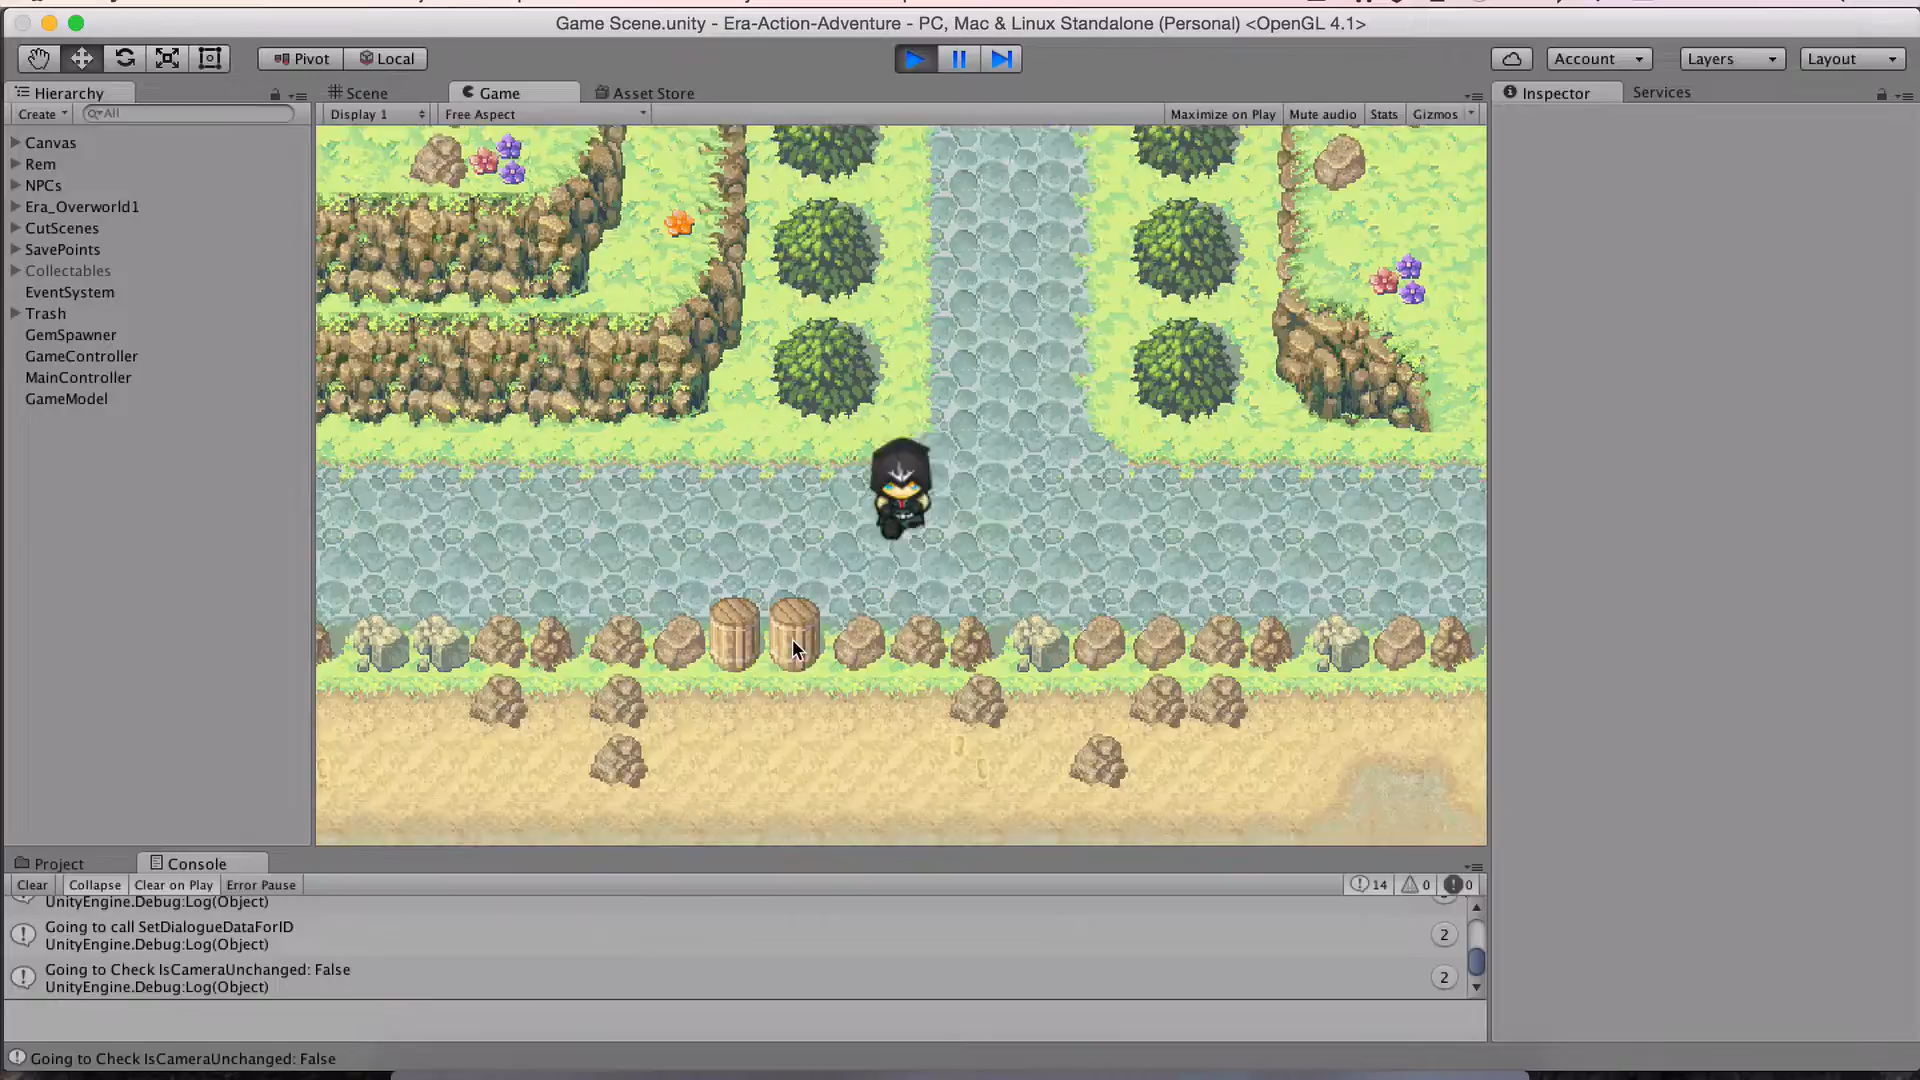 Game Scene.unity - Era-Action-Adventure - PC, Mac & Linux Standalone (Personal) <OpenGL 4.1>
Pivot Local Account Layers Layout
Hierarchy Scene Game Asset Store Inspector Services
Create All Display 1 Free Aspect Maximize on Play Mute audio Stats Gizmos
Canvas
Rem
NPCs
Era_Overworld1
CutScenes
SavePoints
Collectables
EventSystem
Trash
GemSpawner
GameController
MainController
GameModel
Project Console
Clear Collapse Clear on Play Error Pause 14 0 0
UnityEngine.Debug:Log(Object)
Going to call SetDialogueDataForID
UnityEngine.Debug:Log(Object)
2
Going to Check IsCameraUnchanged: False
UnityEngine.Debug:Log(Object)
2
Going to Check IsCameraUnchanged: False